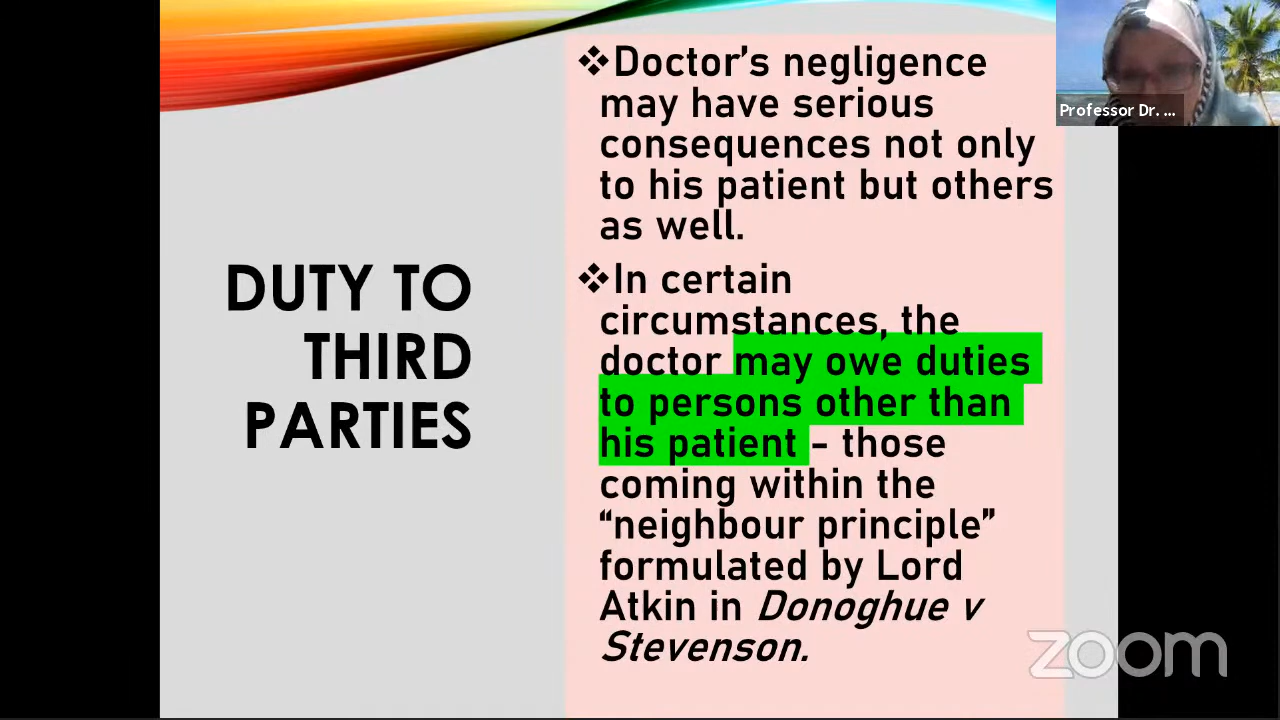 DUTY TO
THIRD
PARTIES
❖Doctor's negligence
may have serious
consequences not only
to his patient but others
as well.
❖In certain
circumstances, the
doctor may owe duties
to persons other than
his patient - those
coming within the
“neighbour principle”
formulated by Lord
Atkin in Donoghue v
Stevenson.
Professor Dr. ...
zoom